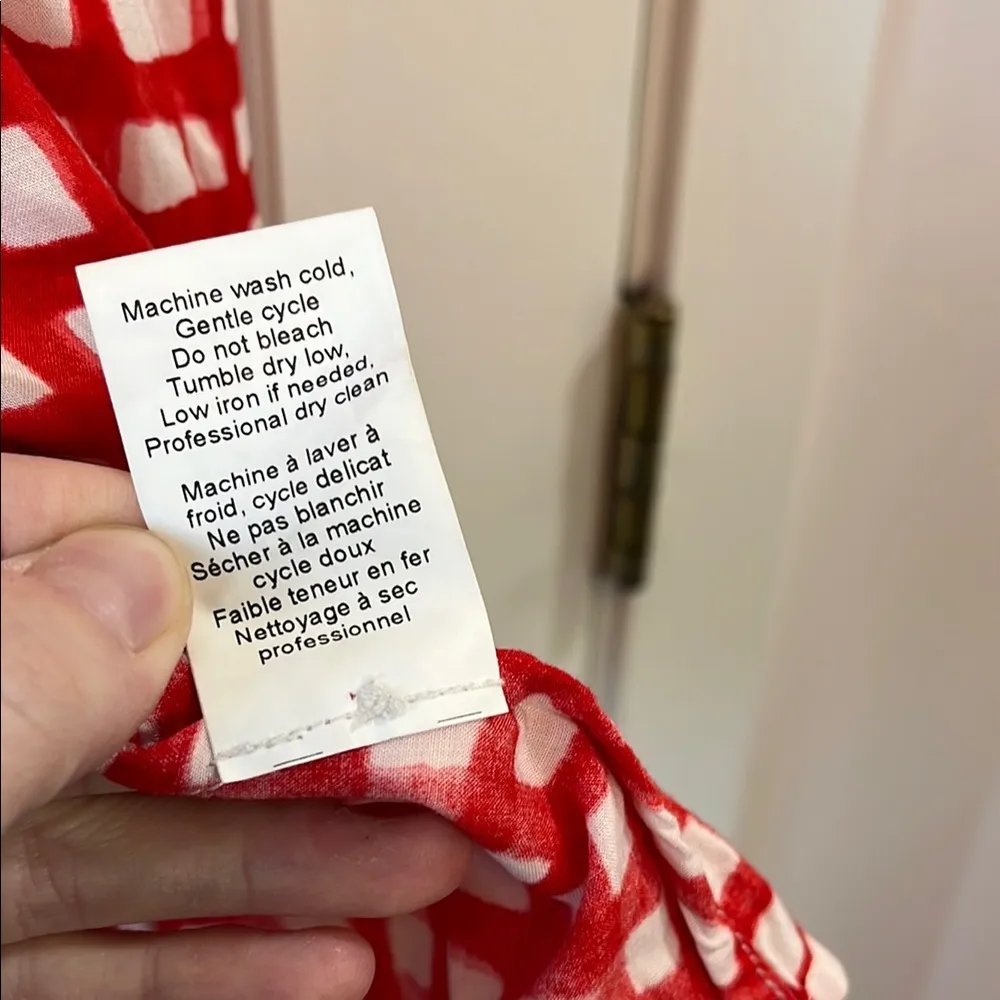 Machine wash cold,
Gentle cycle
Do not bleach
Tumble dry low,
Low iron if needed,
Professional dry clean
Machine à laver à
froid, cycle delicat
Ne pas blanchir
Sécher à la machine
cycle doux
Faible teneur en fer
Nettoyage à sec
professionnel